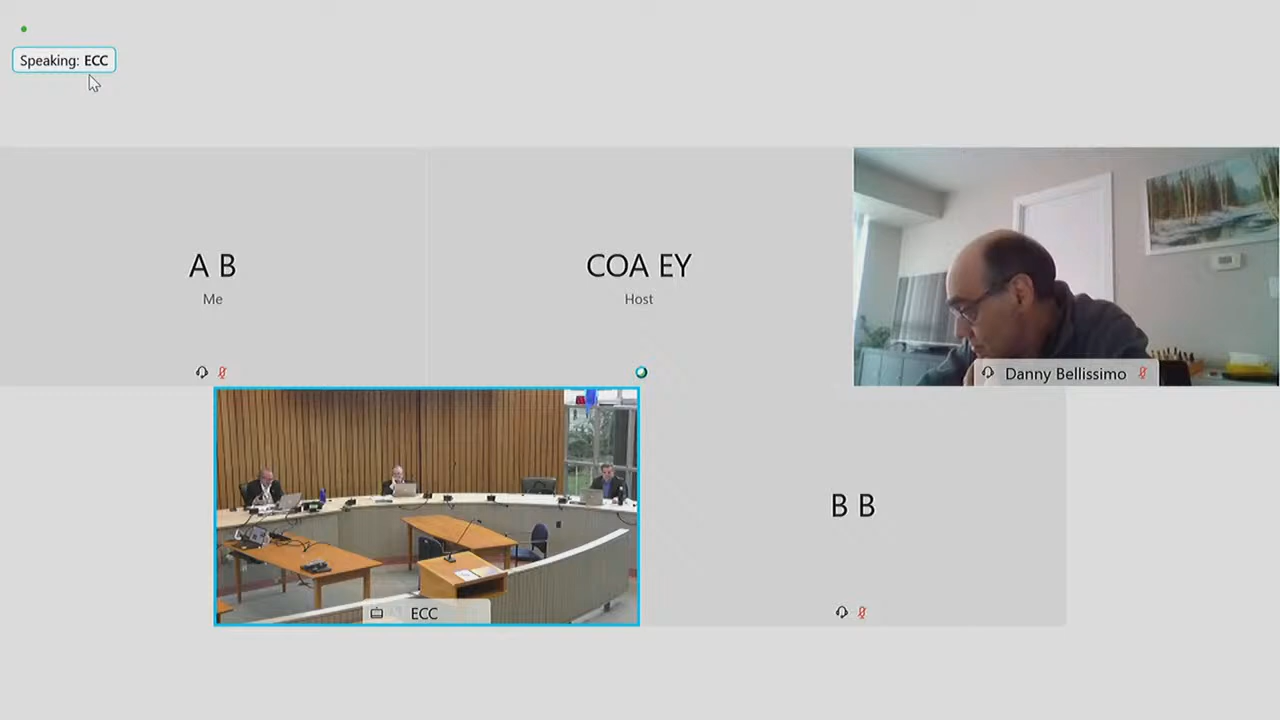 Speaking: ECC
A B
Me
COA EY
Host
Danny Bellissimo
ECC
B B